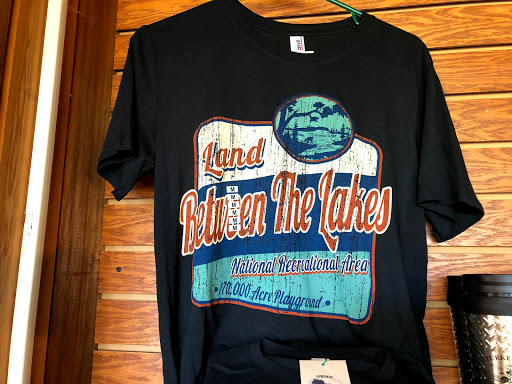 Land
Between The Lakes
National Recreational Area
• 170,000 Acre Playground •
M
M
M
M
M